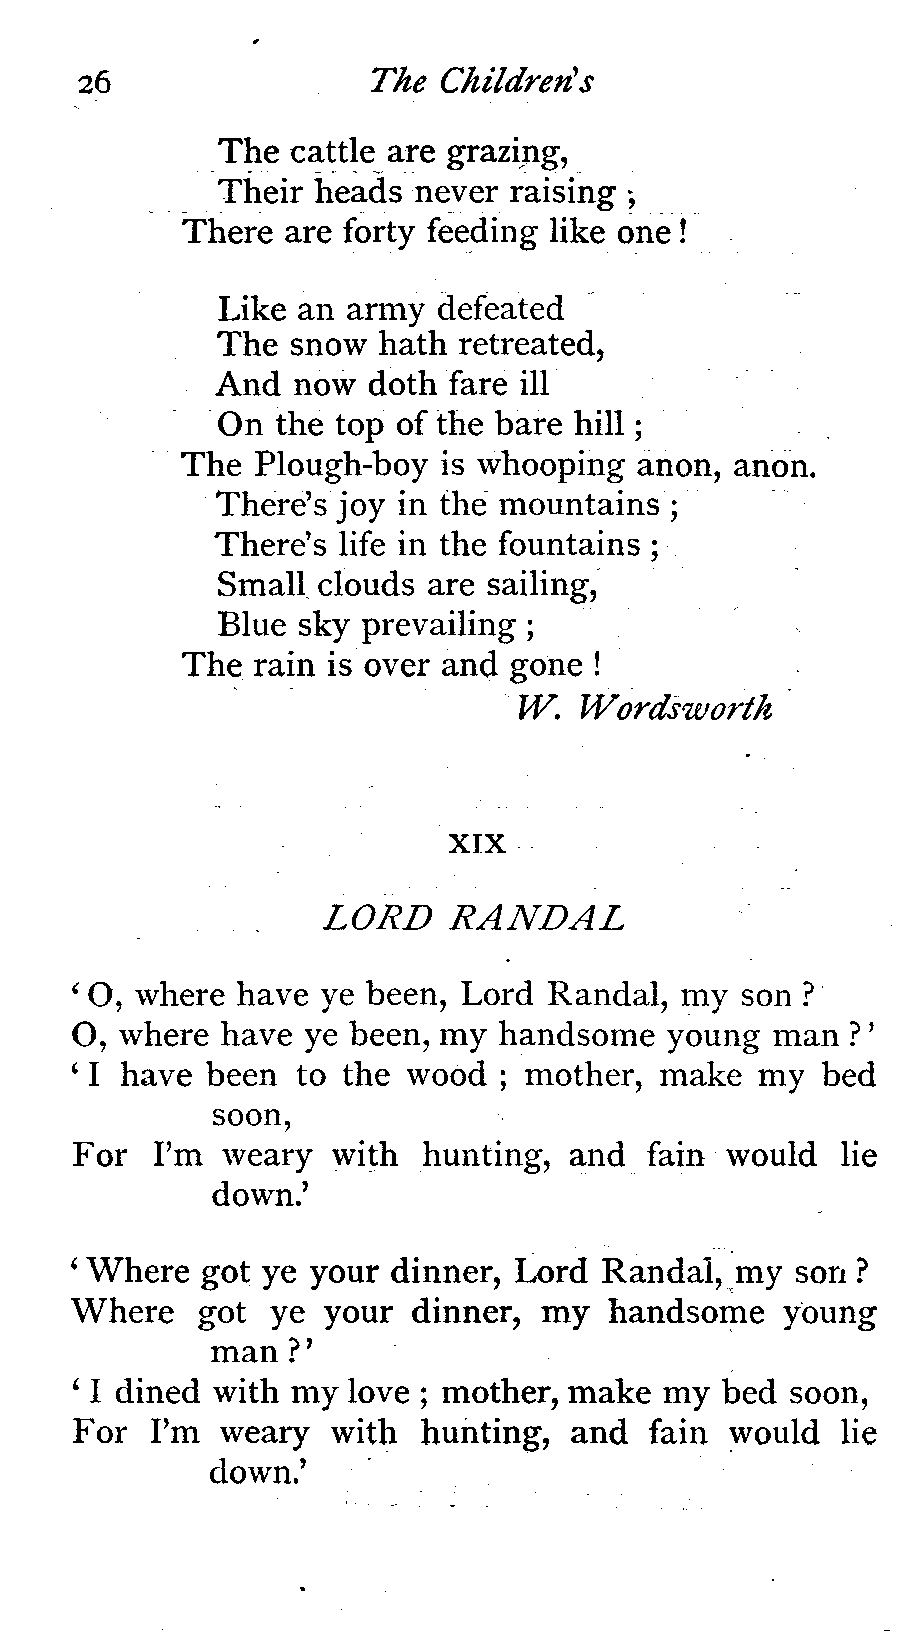 26 The Children's
The cattle are grazing,
Their heads never raising ;
There are forty feeding like one !
Like an army defeated
The snow hath retreated,
And now doth fare ill
On the top of the bare hill ;
The Plough-boy is whooping anon, anon.
There's joy in the mountains ;
There's life in the fountains ;
Small clouds are sailing,
Blue sky prevailing ;
The rain is over and gone !
W. Wordsworth
XIX
LORD RANDAL
‘ O, where have ye been, Lord Randal, my son ?
O, where have ye been, my handsome young man ? ’
‘ I have been to the wood ; mother, make my bed
soon,
For I'm weary with hunting, and fain would lie
down.’
‘ Where got ye your dinner, Lord Randal, my son ?
Where got ye your dinner, my handsome young
man ? ’
‘ I dined with my love ; mother, make my bed soon,
For I'm weary with hunting, and fain would lie
down.’